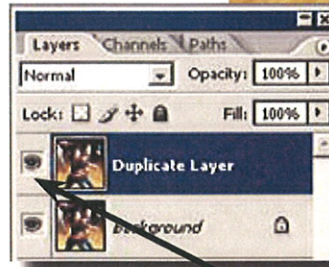 Layers Channels Paths
Normal Opacity: 100%
Lock: Fill: 100%
Duplicate Layer
Background